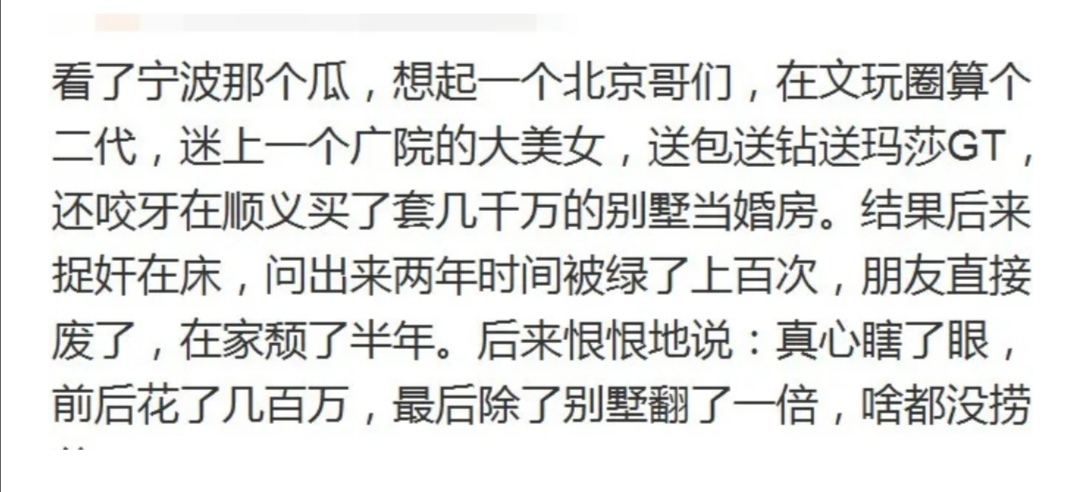 看了宁波那个瓜，想起一个北京哥们，在文玩圈算个
二代，迷上一个广院的大美女，送包送钻送玛莎GT，
还咬牙在顺义买了套几千万的别墅当婚房。结果后来
捉奸在床，问出来两年时间被绿了上百次，朋友直接
废了，在家颓了半年。后来恨恨地说：真心瞎了眼，
前后花了几百万，最后除了别墅翻了一倍，啥都没捞